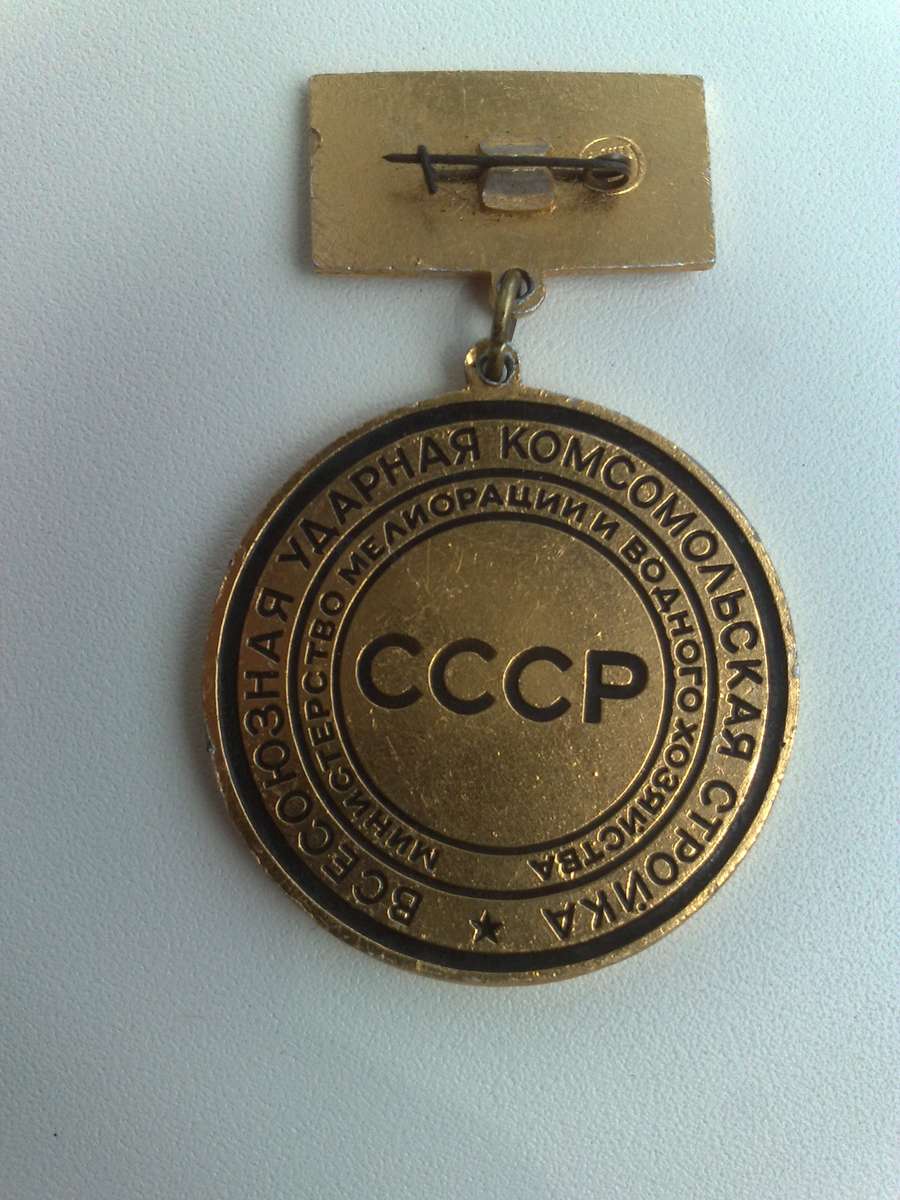 ВСЕСОЮЗНАЯ УДАРНАЯ КОМСОМОЛЬСКАЯ СТРОЙКА
МИНИСТЕРСТВО МЕЛИОРАЦИИ И ВОДНОГО ХОЗЯЙСТВА
СССР